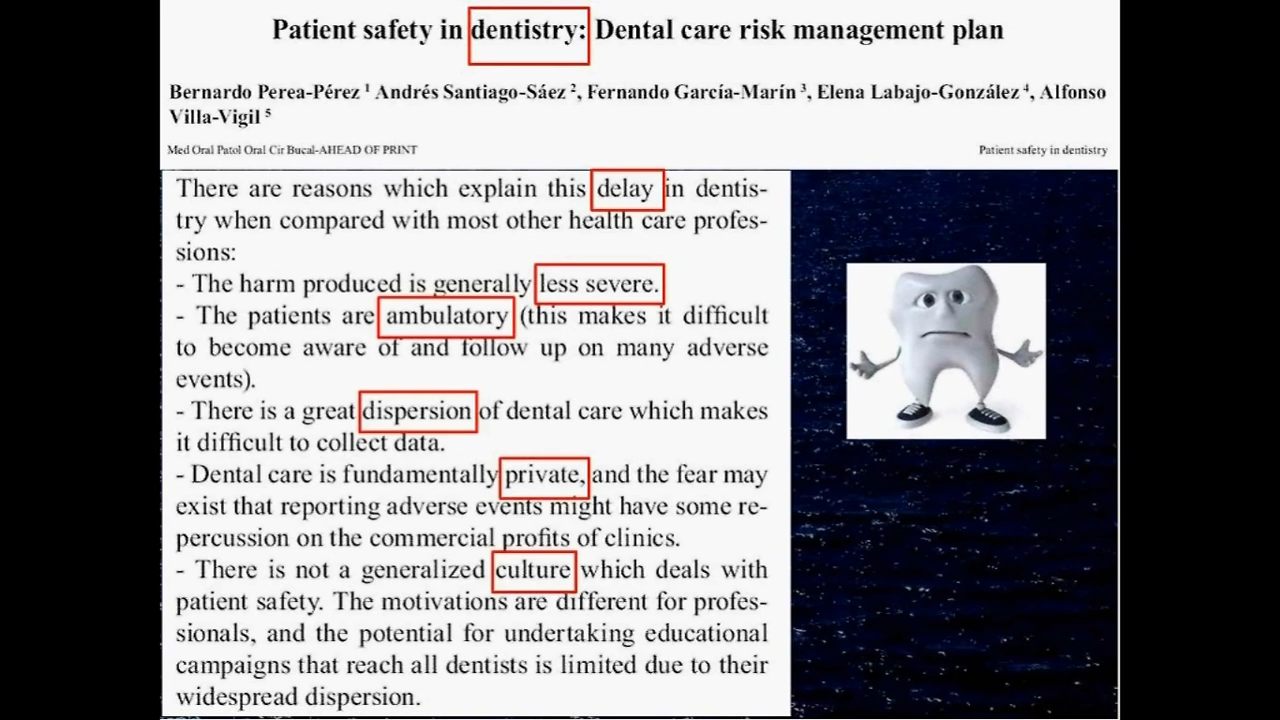 Patient safety in dentistry: Dental care risk management plan
Bernardo Perea-Pérez 1 Andrés Santiago-Sáez 2, Fernando García-Marín 3, Elena Labajo-González 4, Alfonso
Villa-Vigil 5
Med Oral Patol Oral Cir Bucal-AHEAD OF PRINT Patient safety in dentistry
There are reasons which explain this delay in dentis-
try when compared with most other health care profes-
sions:
- The harm produced is generally less severe.
- The patients are ambulatory (this makes it difficult
to become aware of and follow up on many adverse
events).
- There is a great dispersion of dental care which makes
it difficult to collect data.
- Dental care is fundamentally private, and the fear may
exist that reporting adverse events might have some re-
percussion on the commercial profits of clinics.
- There is not a generalized culture which deals with
patient safety. The motivations are different for profes-
sionals, and the potential for undertaking educational
campaigns that reach all dentists is limited due to their
widespread dispersion.